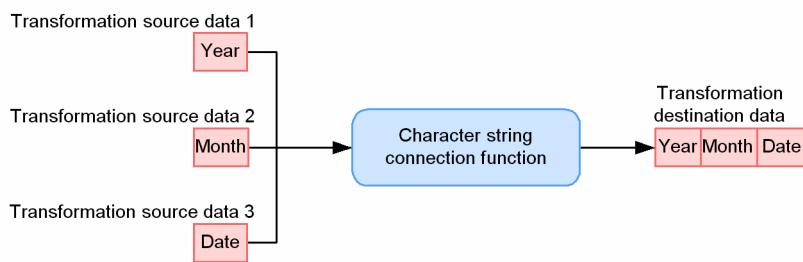 Transformation source data 1
Year
Transformation source data 2
Month
Transformation source data 3
Date
Character string
connection function
Transformation
destination data
Year Month Date